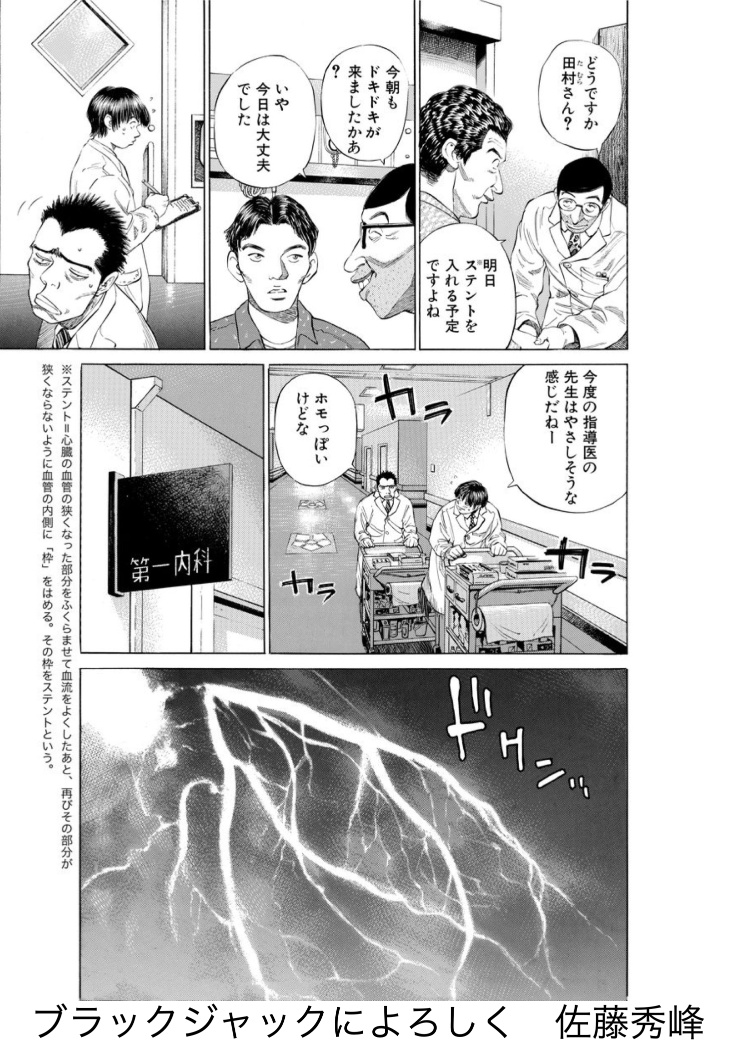 どうですか
田村さん？
たむら
明日
※ステントを
入れる予定
ですよね
今朝も
ドキドキが
来ましたかぁ
？
いや
今日は大丈夫
でした
今度の指導医の
先生はやさしそうな
感じだねー
ガラ
ガラ
ガラ
ホモっぽい
けどな
第一内科
ドクン
※ステント＝心臓の血管の狭くなった部分をふくらませて血流をよくしたあと、再びその部分が
狭くならないように血管の内側に「枠」をはめる。その枠をステントという。
ブラックジャックによろしく　佐藤秀峰